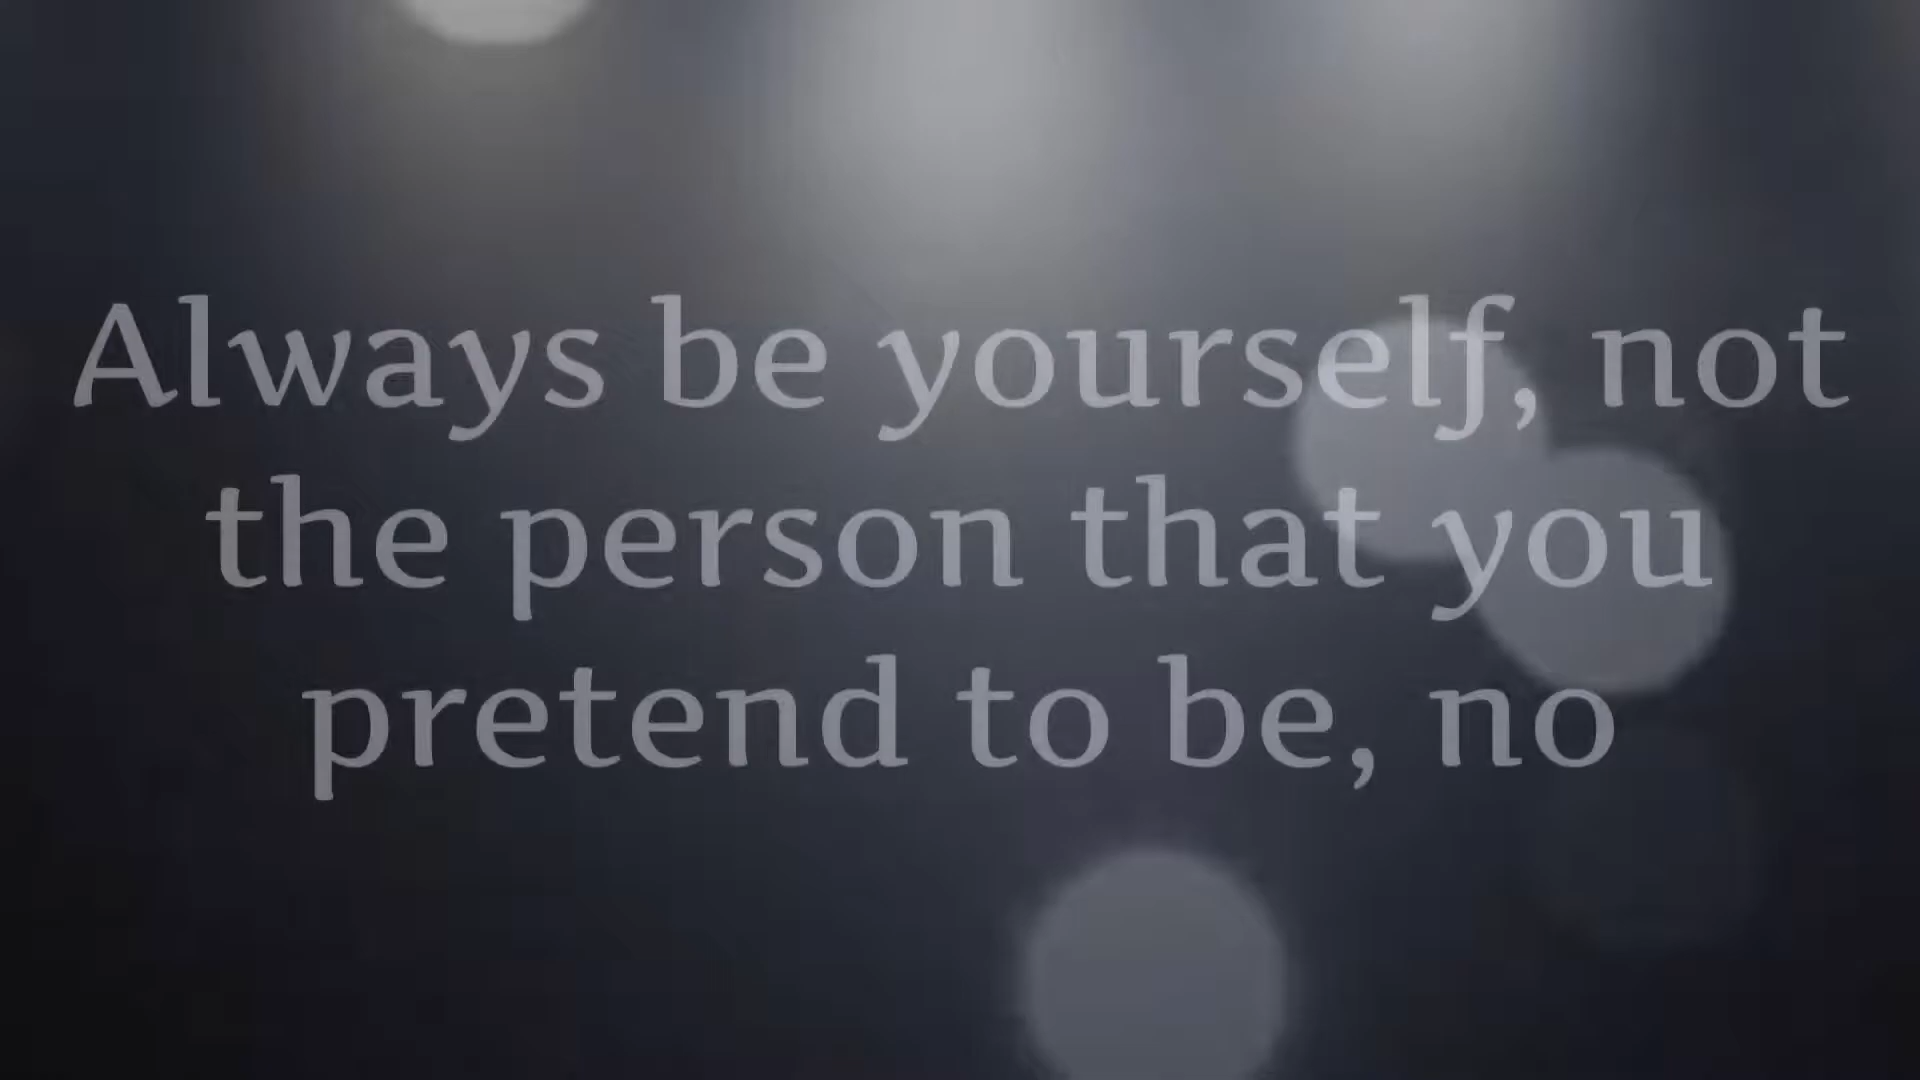 Always be yourself, not
the person that you
pretend to be, no